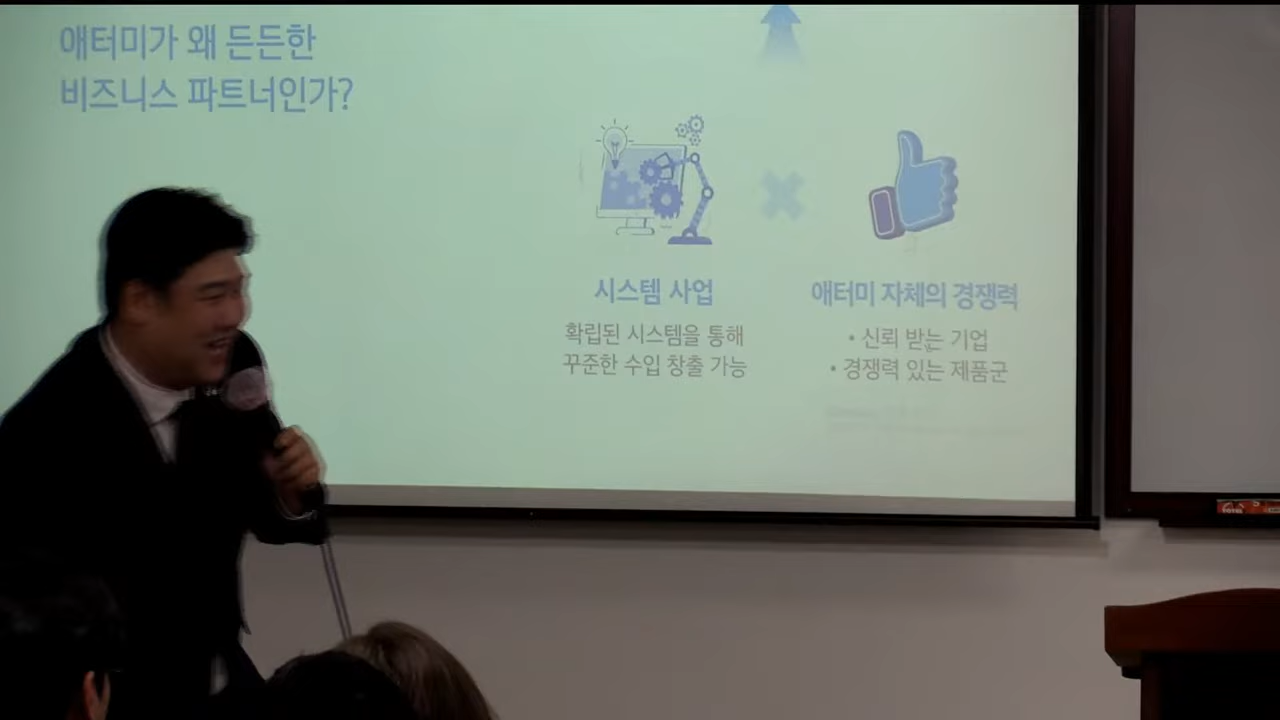 애터미가 왜 든든한
비즈니스 파트너인가?
시스템 사업
확립된 시스템을 통해
꾸준한 수입 창출 가능
애터미 자체의 경쟁력
• 신뢰 받는 기업
• 경쟁력 있는 제품군